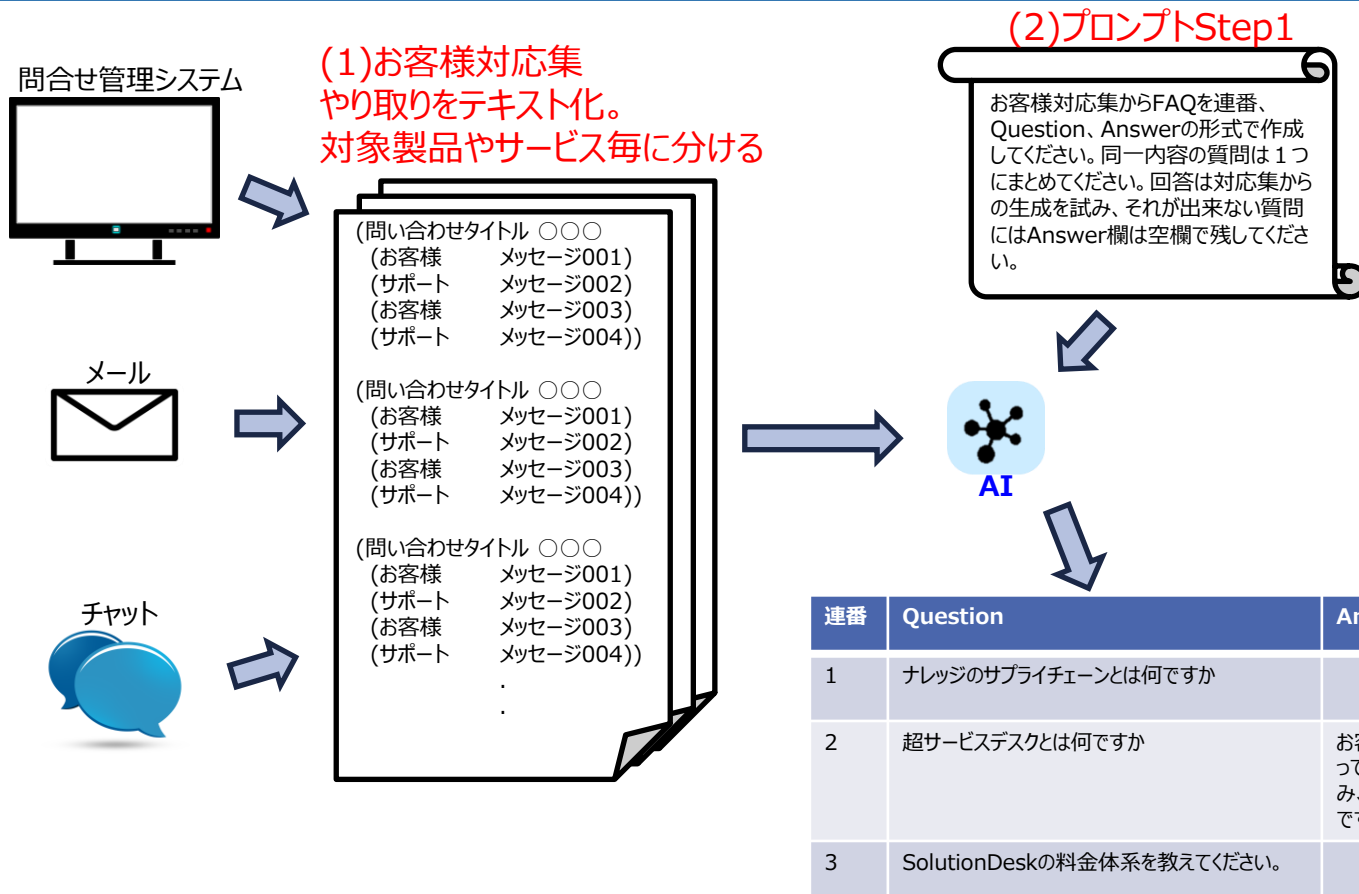 問合せ管理システム
(1)お客様対応集
やり取りをテキスト化。
対象製品やサービス毎に分ける
(問い合わせタイトル ○○○
(お客様 メッセージ001)
(サポート メッセージ002)
(お客様 メッセージ003)
(サポート メッセージ004))
(問い合わせタイトル ○○○
(お客様 メッセージ001)
(サポート メッセージ002)
(お客様 メッセージ003)
(サポート メッセージ004))
(問い合わせタイトル ○○○
(お客様 メッセージ001)
(サポート メッセージ002)
(お客様 メッセージ003)
(サポート メッセージ004))
.
.
メール
チャット
(2)プロンプトStep1
お客様対応集からFAQを連番、
Question、Answerの形式で作成
してください。同一内容の質問は１つ
にまとめてください。回答は対応集から
の生成を試み、それが出来ない質問
にはAnswer欄は空欄で残してくださ
い。
AI
連番 Question
1 ナレッジのサプライチェーンとは何ですか
2 超サービスデスクとは何ですか
って
み、
3 SolutionDeskの料金体系を教えてください。